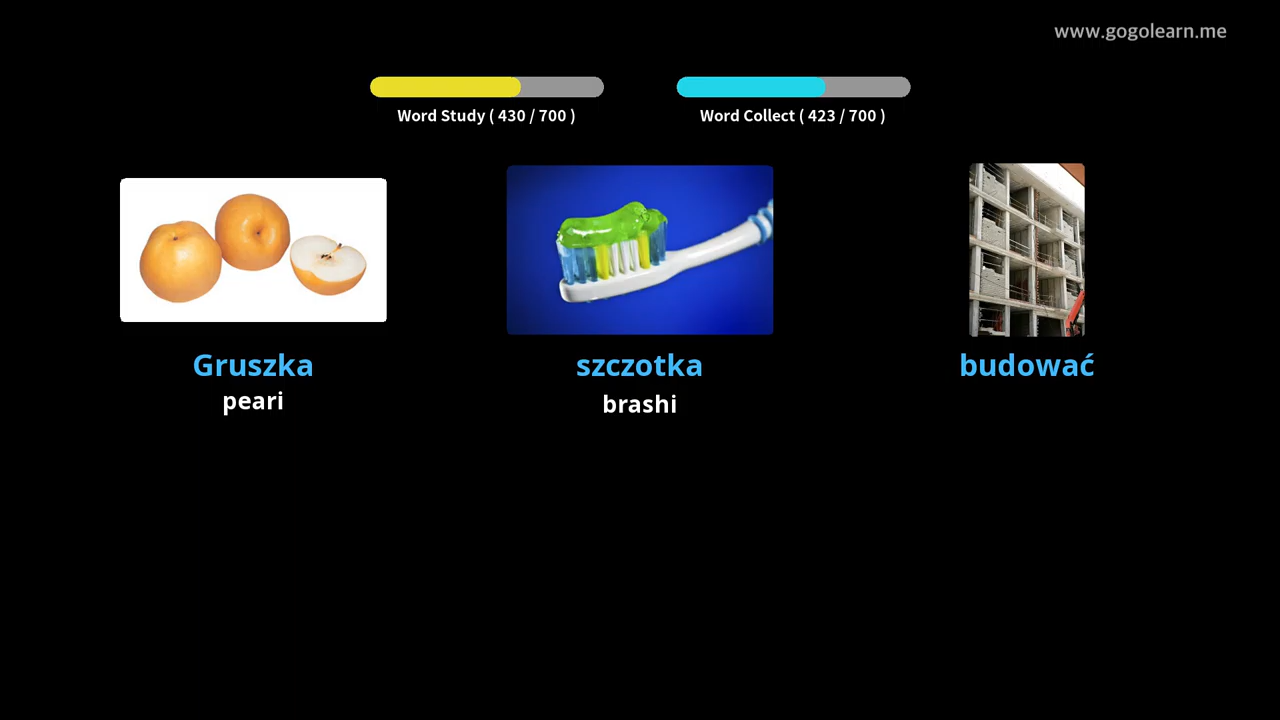 www.gogolearn.me
Word Study ( 430 / 700 )
Word Collect ( 423 / 700 )
Gruszka
peari
szczotka
brashi
budować